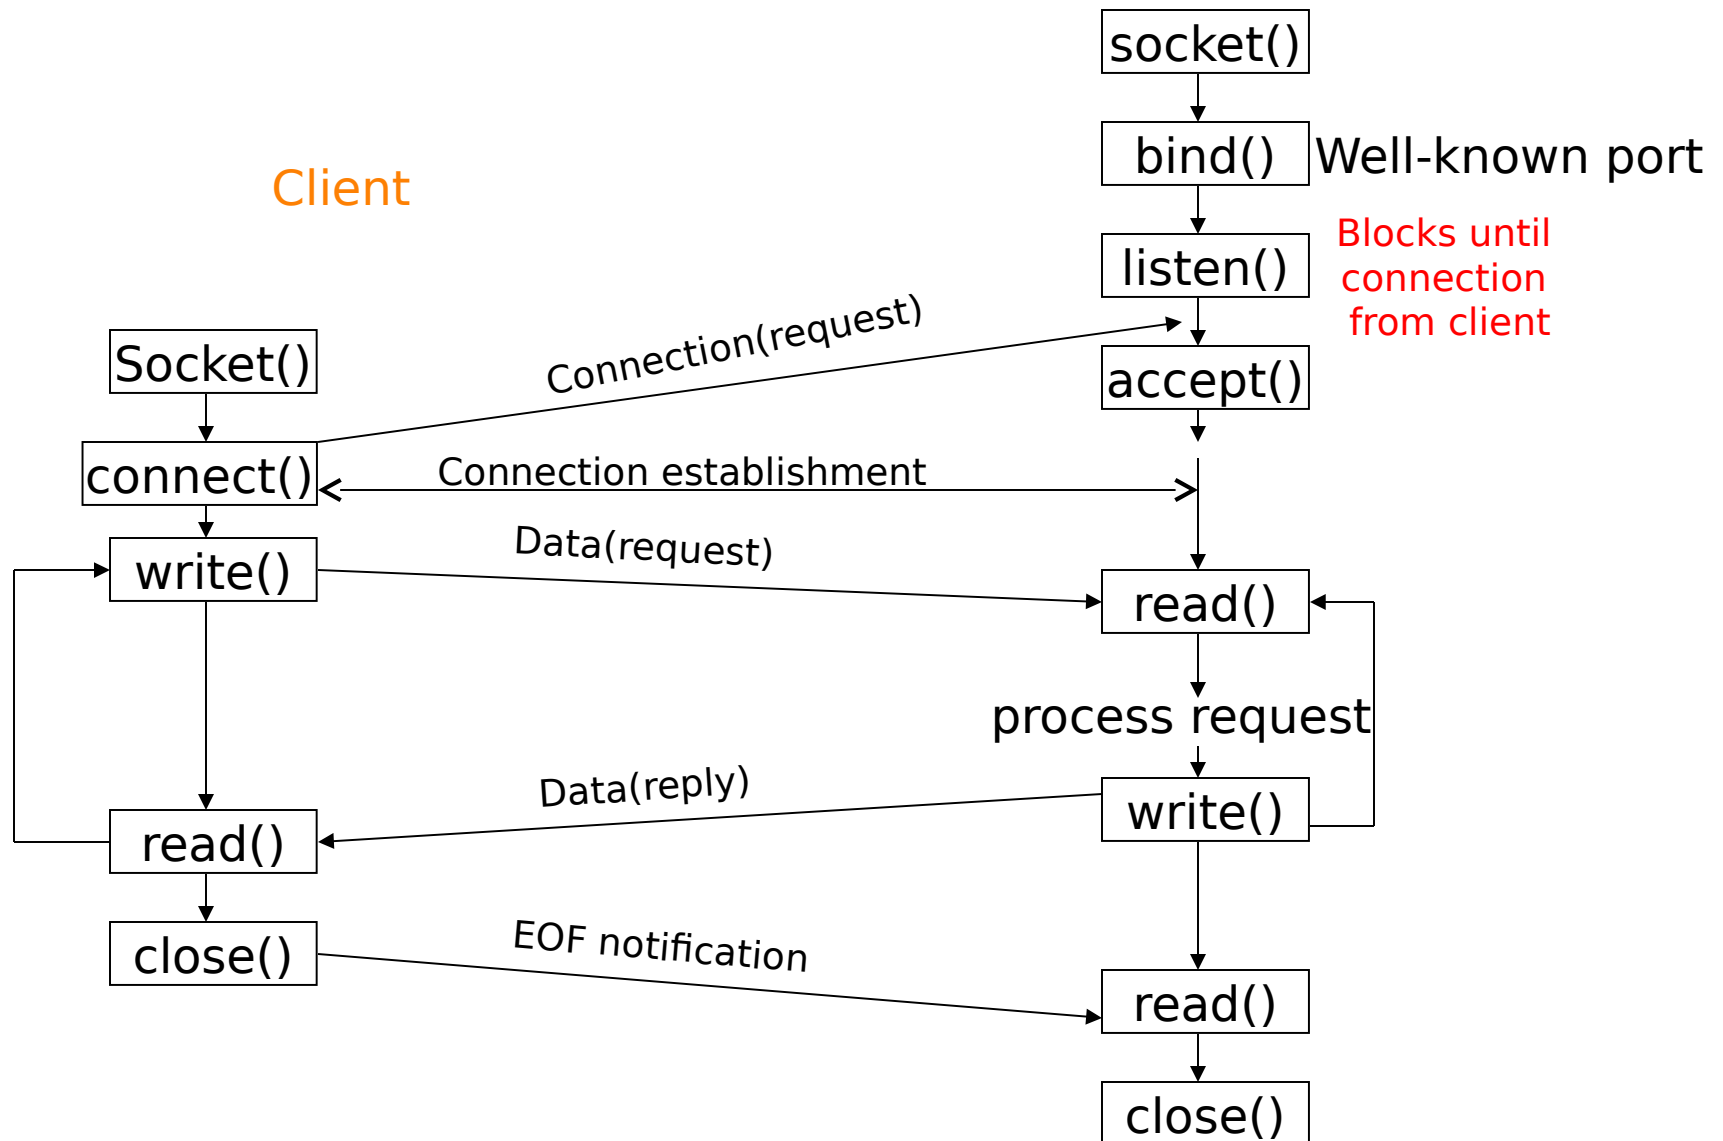 socket()
bind()
Well-known port
Client
Blocks until
connection
from client
listen()
Connection(request)
Socket()
accept()
connect()
Connection establishment
Data(request)
write()
read()
process request
Data(reply)
write()
read()
EOF notification
close()
read()
close()